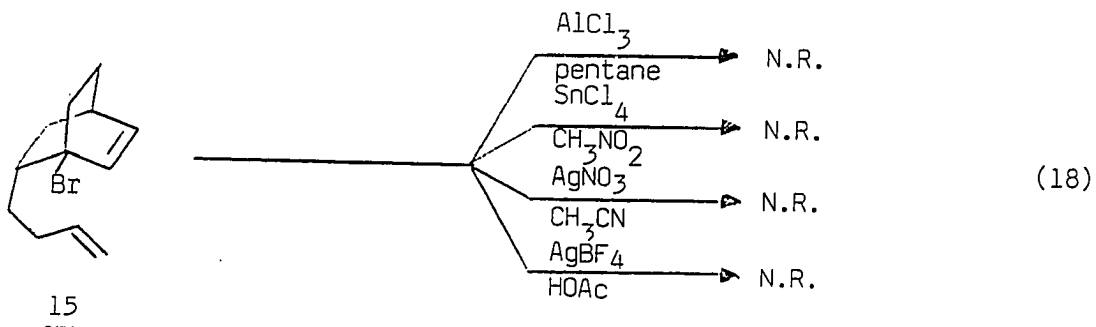 AlCl3
N.R.
pentane
SnCl4
N.R.
CH3NO2
AgNO3
N.R.
CH3CN
AgBF4
N.R.
HOAc
Br
(18)
15